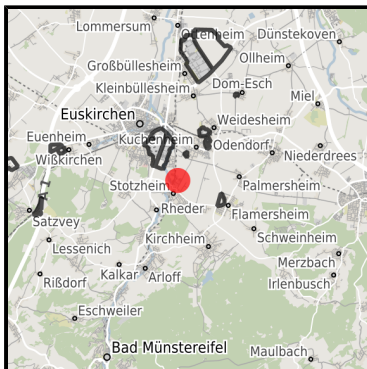 Lommersum
Ottenheim
Dünstekoven
Großbüllesheim
Ollheim
Kleinbüllesheim
Dom-Esch
Miel
Euskirchen
Weidesheim
Euenheim
Kuchenheim
Odendorf
Wißkirchen
Niederdrees
Stotzheim
Palmersheim
Rheder
Flamersheim
Satzvey
Schweinheim
Lessenich
Kirchheim
Merzbach
Rißdorf
Kalkar
Arloff
Irlenbusch
Eschweiler
Bad Münstereifel
Maulbach